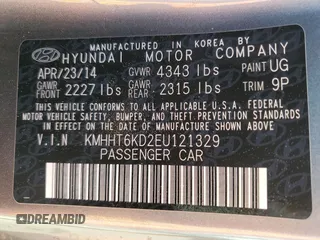 MANUFACTURED IN KOREA BY
HYUNDAI MOTOR COMPANY
APR/23/14 GVWR 4343 lbs PAINT UG
GAWR FRONT 2227 lbs GAWR REAR 2315 lbs TRIM 9P
THIS VEHICLE CONFORMS TO ALL APPLICABLE U.S.A. FEDERAL
MOTOR VEHICLE SAFETY, BUMPER, AND THEFT PREVENTION
STANDARDS IN EFFECT ON THE DATE OF MANUFACTURE SHOWN
ABOVE.
V.I.N KMHHT6KD2EU121329
PASSENGER CAR
DREAMBID